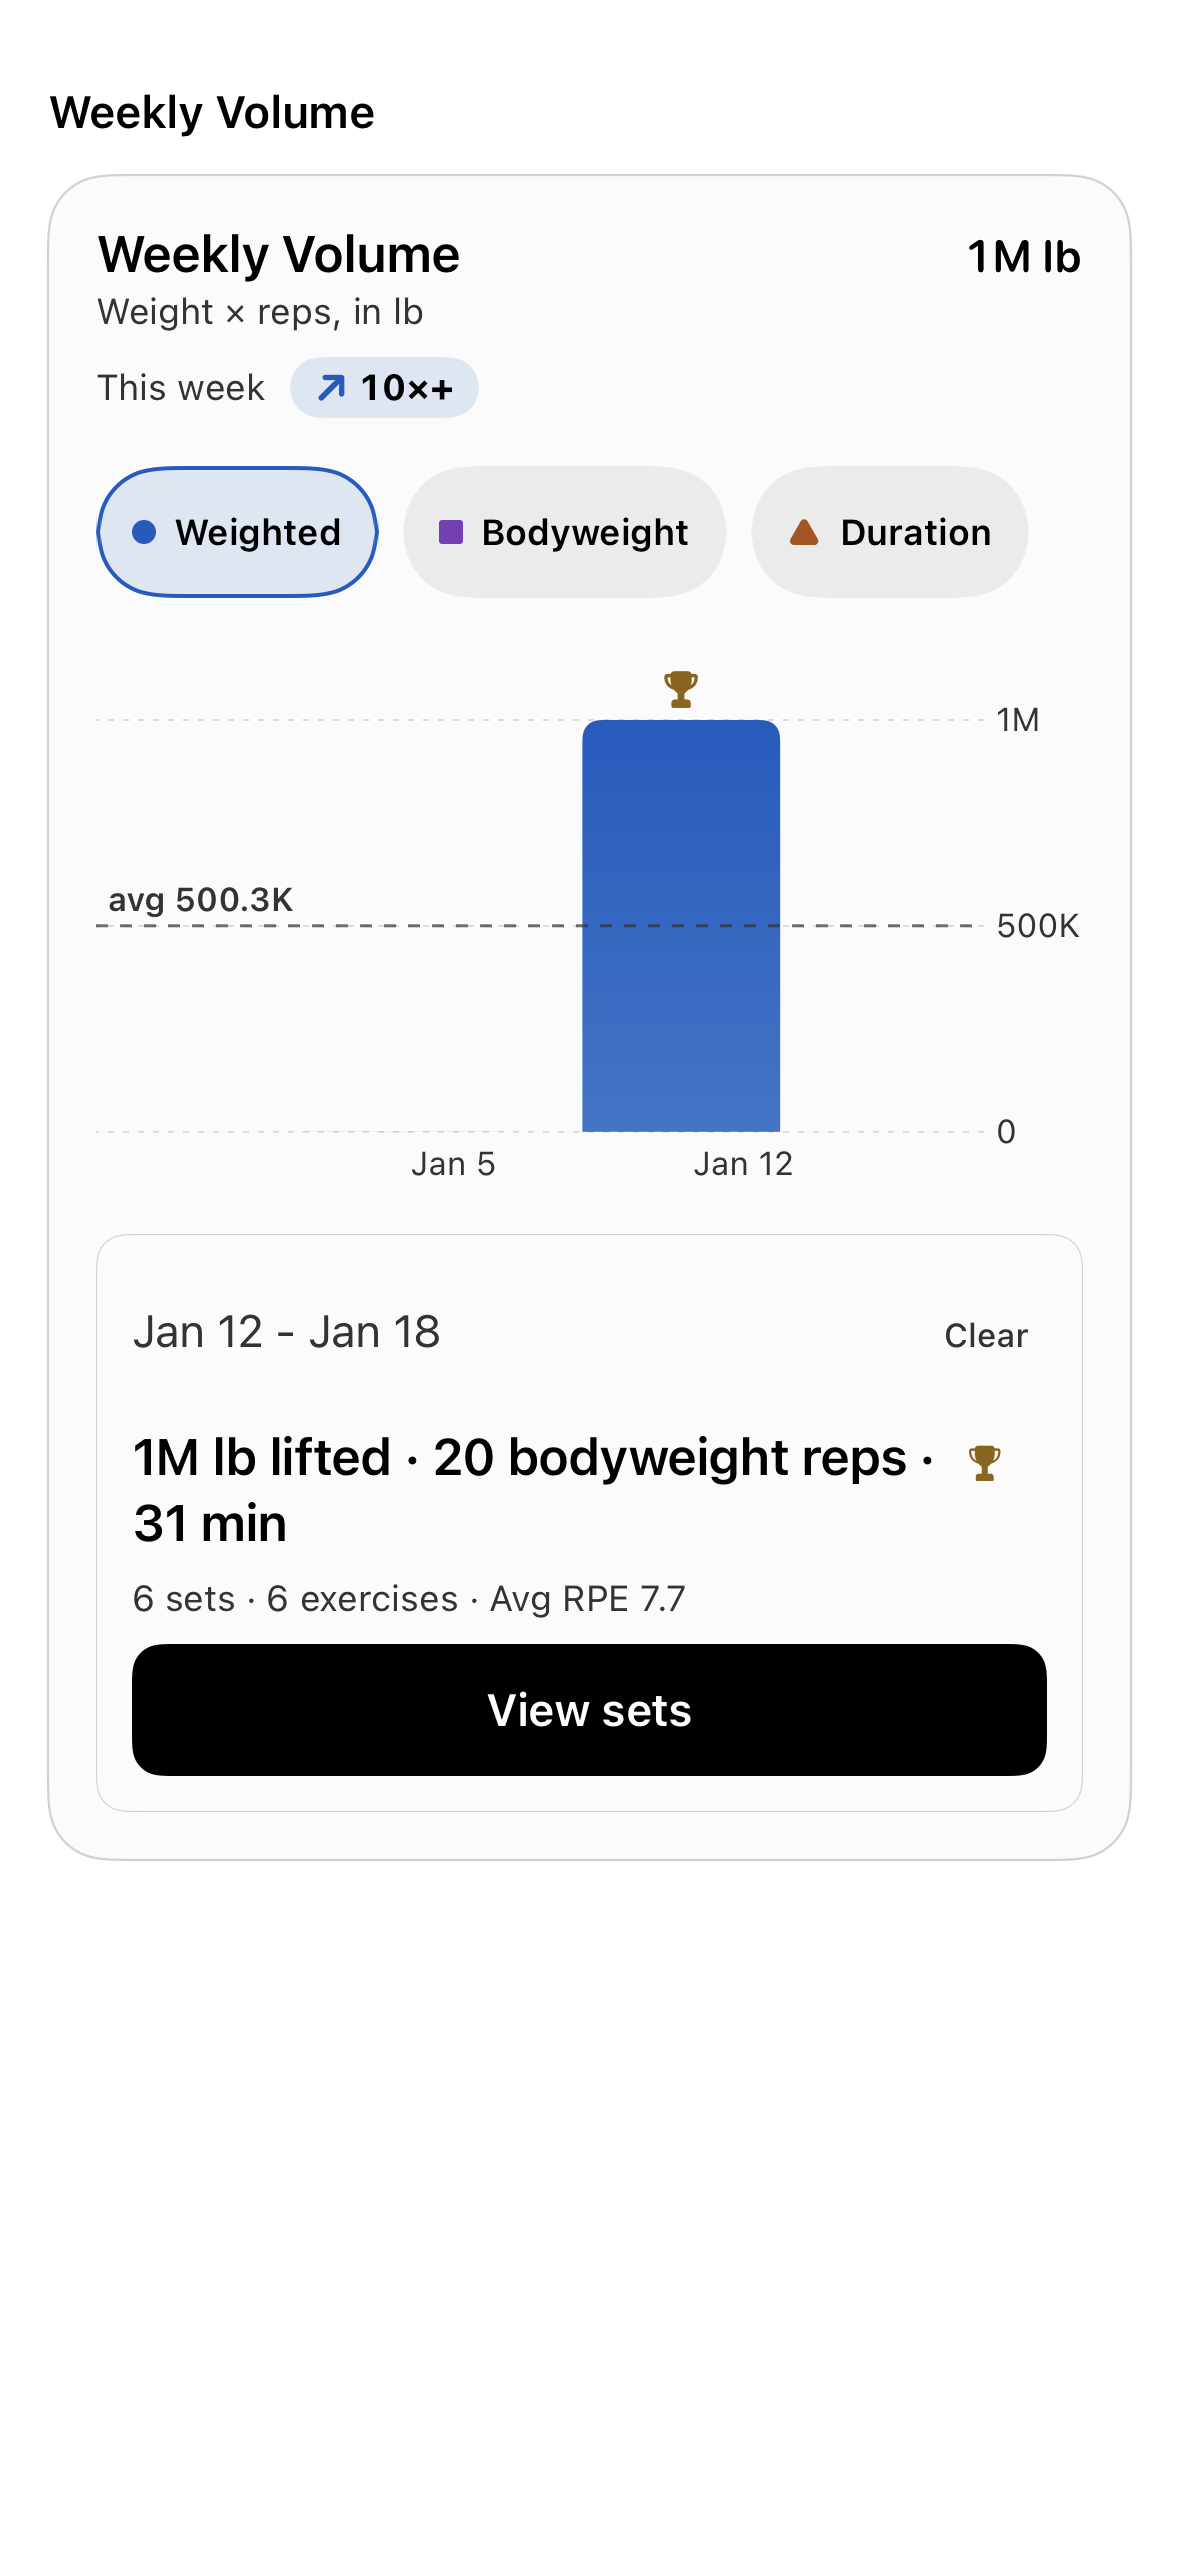 Weekly Volume
Weekly Volume
1M lb
Weight × reps, in lb
This week
10×+
Weighted
Bodyweight
Duration
1M
avg 500.3K
500K
0
Jan 5
Jan 12
Jan 12 - Jan 18
Clear
1M lb lifted · 20 bodyweight reps ·
31 min
6 sets · 6 exercises · Avg RPE 7.7
View sets